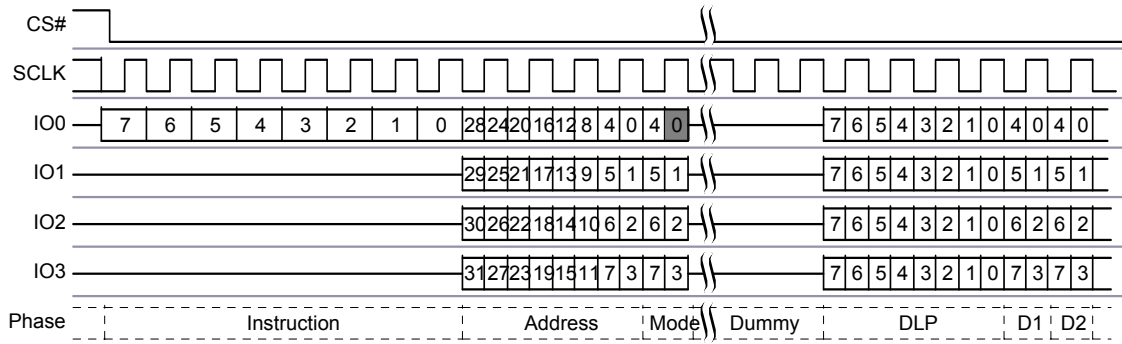 CS#
SCLK
IO0 7 6 5 4 3 2 1 0 28 24 20 16 12 8 4 0 4 0 7 6 5 4 3 2 1 0 4 0 4 0
IO1 29 25 21 17 13 9 5 1 5 1 7 6 5 4 3 2 1 0 5 1 5 1
IO2 30 26 22 18 14 10 6 2 6 2 7 6 5 4 3 2 1 0 6 2 6 2
IO3 31 27 23 19 15 11 7 3 7 3 7 6 5 4 3 2 1 0 7 3 7 3
Phase Instruction Address Mode Dummy DLP D1 D2